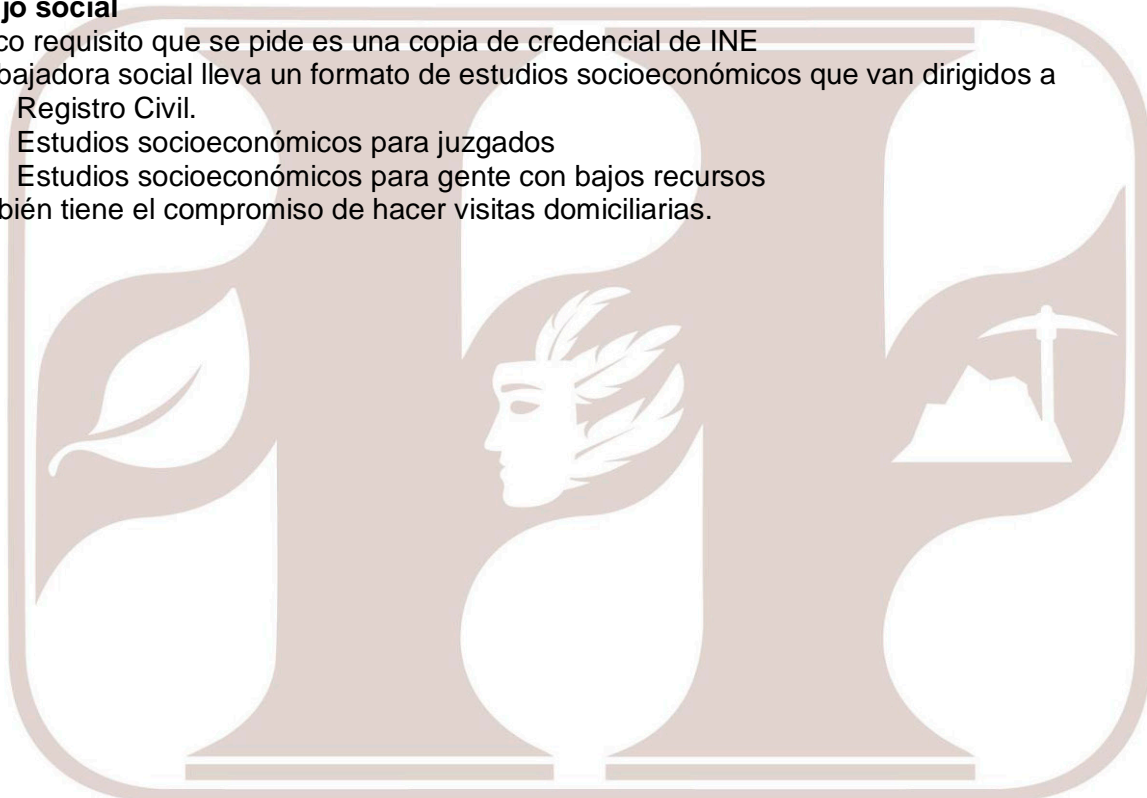 jo social
co requisito que se pide es una copia de credencial de INE
bajadora social lleva un formato de estudios socioeconómicos que van dirigidos a
Registro Civil.
Estudios socioeconómicos para juzgados
Estudios socioeconómicos para gente con bajos recursos
bién tiene el compromiso de hacer visitas domiciliarias.